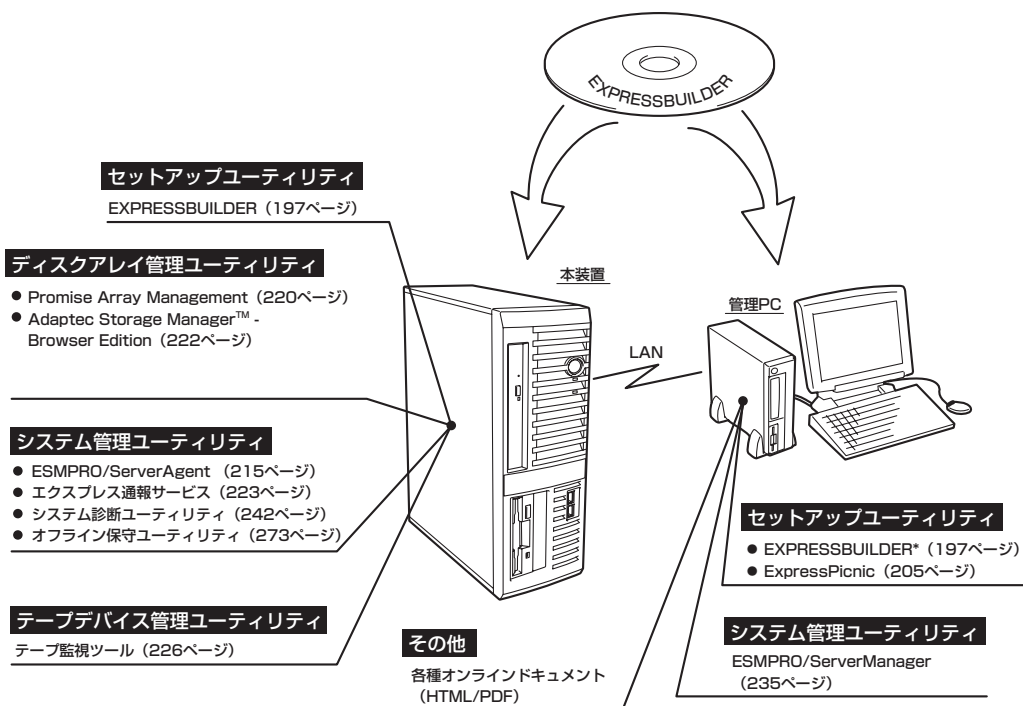 EXPRESSBUILDER
セットアップユーティリティ
EXPRESSBUILDER（197ページ）
ディスクアレイ管理ユーティリティ
● Promise Array Management（220ページ）
● Adaptec Storage Manager™ -
Browser Edition（222ページ）
システム管理ユーティリティ
● ESMPRO/ServerAgent （215ページ）
● エクスプレス通報サービス（223ページ）
● システム診断ユーティリティ（242ページ）
● オフライン保守ユーティリティ（273ページ）
テープデバイス管理ユーティリティ
テープ監視ツール（226ページ）
本装置
LAN
管理PC
その他
各種オンラインドキュメント
（HTML/PDF）
セットアップユーティリティ
● EXPRESSBUILDER*（197ページ）
● ExpressPicnic（205ページ）
システム管理ユーティリティ
ESMPRO/ServerManager
（235ページ）